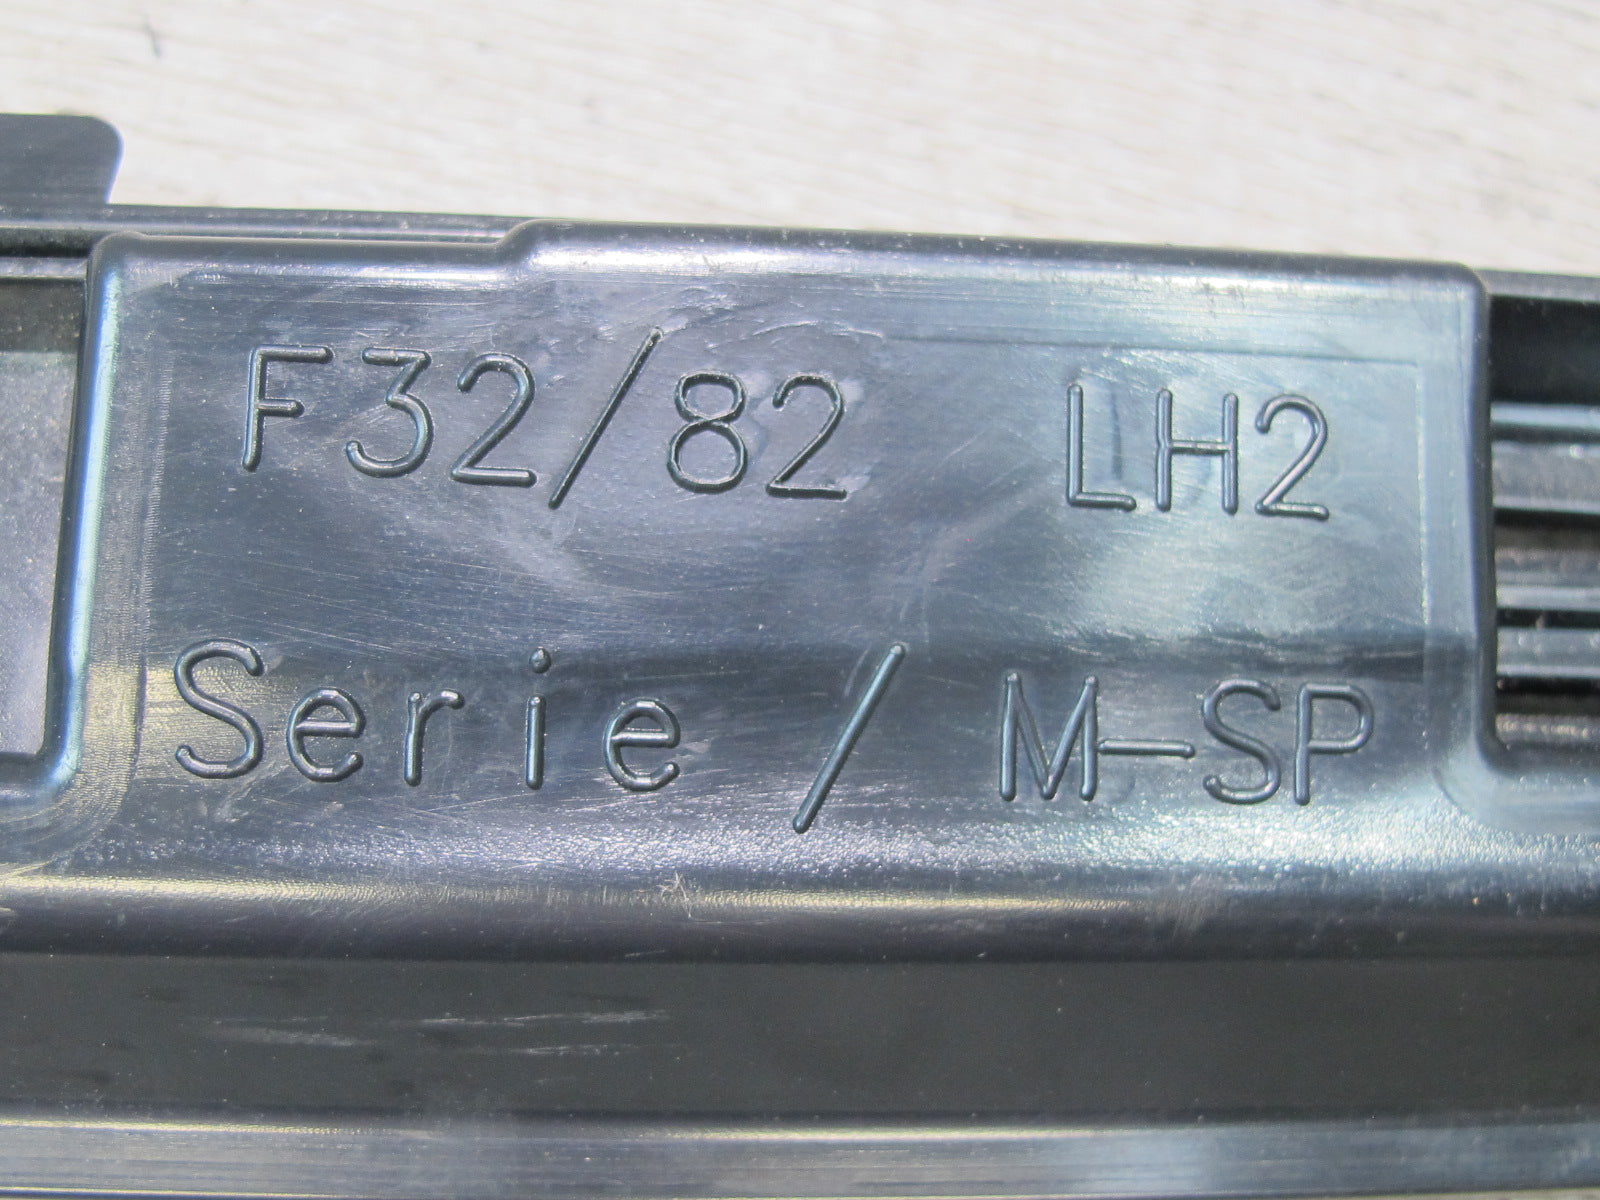 F32/82 LH2
Serie / M-SP